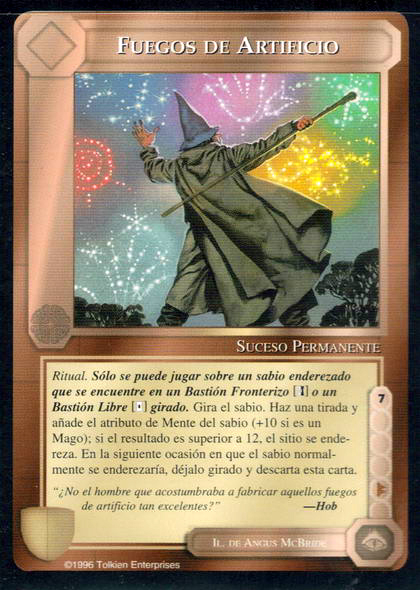 FUEGOS DE ARTIFICIO
SUCESO PERMANENTE
Ritual. Sólo se puede jugar sobre un sabio enderezado
que se encuentre en un Bastión Fronterizo o un
Bastión Libre girado. Gira el sabio. Haz una tirada y
añade el atributo de Mente del sabio (+10 si es un
Mago); si el resultado es superior a 12, el sitio se ende-
reza. En la siguiente ocasión en que el sabio normal-
mente se enderezaría, déjalo girado y descarta esta carta.
7
“¿No el hombre que acostumbraba a fabricar aquellos fuegos
de artificio tan excelentes?” —Hob
IL. DE ANGUS MCBRIDE
©1996 Tolkien Enterprises